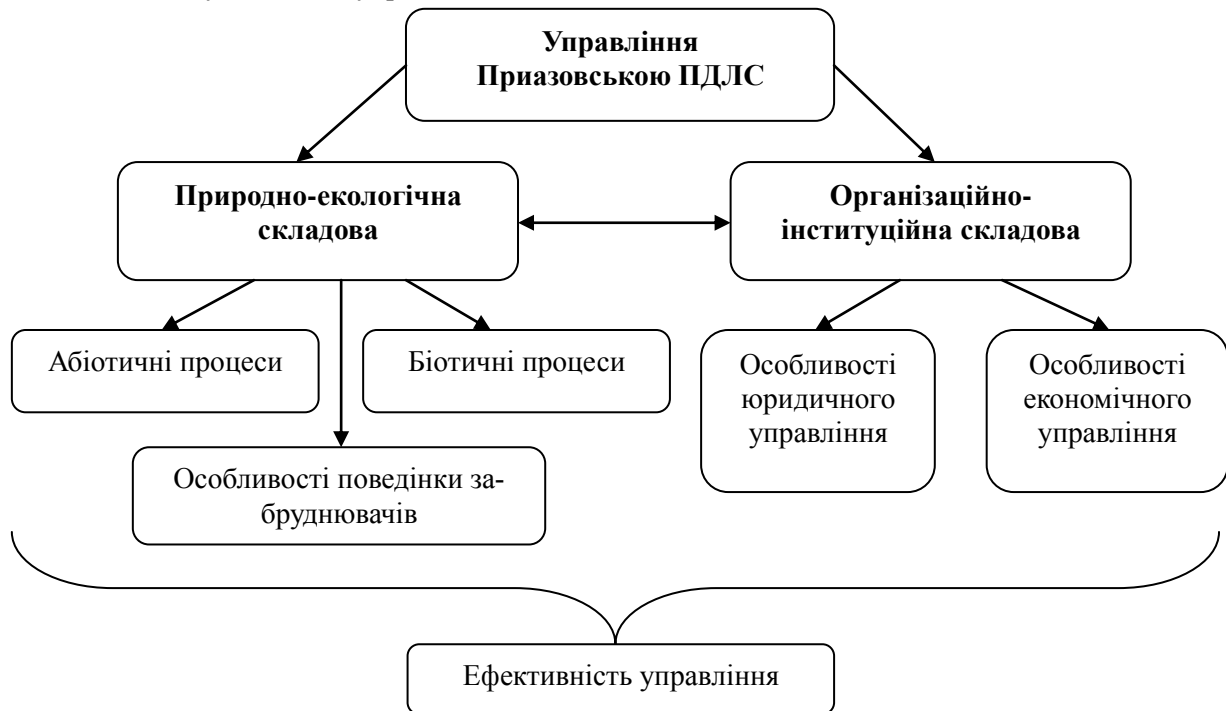 Управління
Приазовською ПДЛС
Природно-екологічна
складова
Організаційно-
інституційна складова
Абіотичні процеси
Біотичні процеси
Особливості
юридичного
управління
Особливості
економічного
управління
Особливості поведінки за-
бруднювачів
Ефективність управління